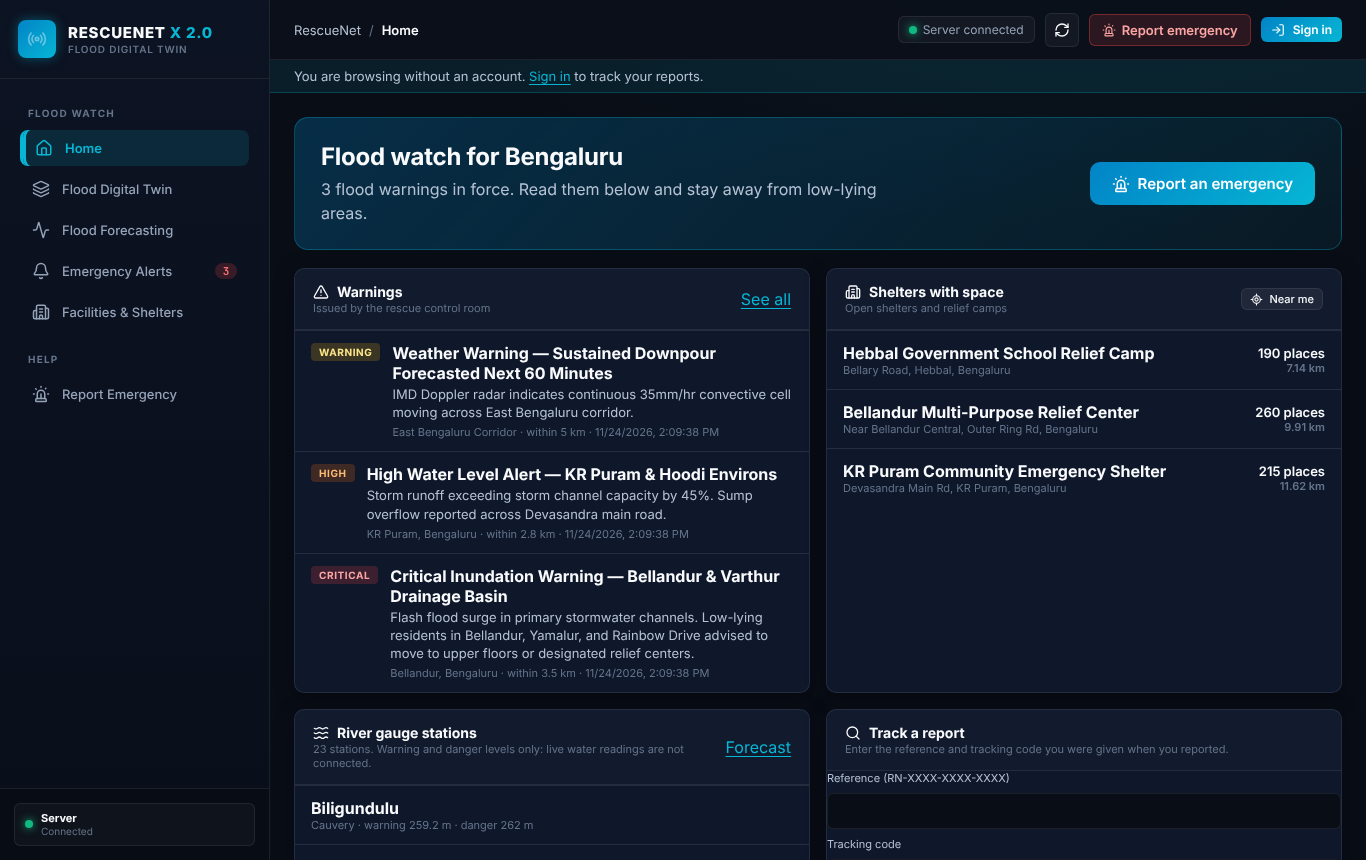 RESCUENET X 2.0
FLOOD DIGITAL TWIN
FLOOD WATCH
Home
Flood Digital Twin
Flood Forecasting
Emergency Alerts 3
Facilities & Shelters
HELP
Report Emergency
Server
Connected
RescueNet / Home
Server connected
Report emergency
Sign in
You are browsing without an account. Sign in to track your reports.
Flood watch for Bengaluru
3 flood warnings in force. Read them below and stay away from low-lying
areas.
Report an emergency
Warnings
Issued by the rescue control room
See all
WARNING
Weather Warning — Sustained Downpour
Forecasted Next 60 Minutes
IMD Doppler radar indicates continuous 35mm/hr convective cell
moving across East Bengaluru corridor.
East Bengaluru Corridor · within 5 km · 11/24/2026, 2:09:38 PM
HIGH
High Water Level Alert — KR Puram & Hoodi Environs
Storm runoff exceeding storm channel capacity by 45%. Sump
overflow reported across Devasandra main road.
KR Puram, Bengaluru · within 2.8 km · 11/24/2026, 2:09:38 PM
CRITICAL
Critical Inundation Warning — Bellandur & Varthur
Drainage Basin
Flash flood surge in primary stormwater channels. Low-lying
residents in Bellandur, Yamalur, and Rainbow Drive advised to
move to upper floors or designated relief centers.
Bellandur, Bengaluru · within 3.5 km · 11/24/2026, 2:09:38 PM
Shelters with space
Open shelters and relief camps
Near me
Hebbal Government School Relief Camp
Bellary Road, Hebbal, Bengaluru
190 places
7.14 km
Bellandur Multi-Purpose Relief Center
Near Bellandur Central, Outer Ring Rd, Bengaluru
260 places
9.91 km
KR Puram Community Emergency Shelter
Devasandra Main Rd, KR Puram, Bengaluru
215 places
11.62 km
River gauge stations
23 stations. Warning and danger levels only: live water readings are not
connected.
Forecast
Biligundulu
Cauvery · warning 259.2 m · danger 262 m
Track a report
Enter the reference and tracking code you were given when you reported.
Reference (RN-XXXX-XXXX-XXXX)
Tracking code